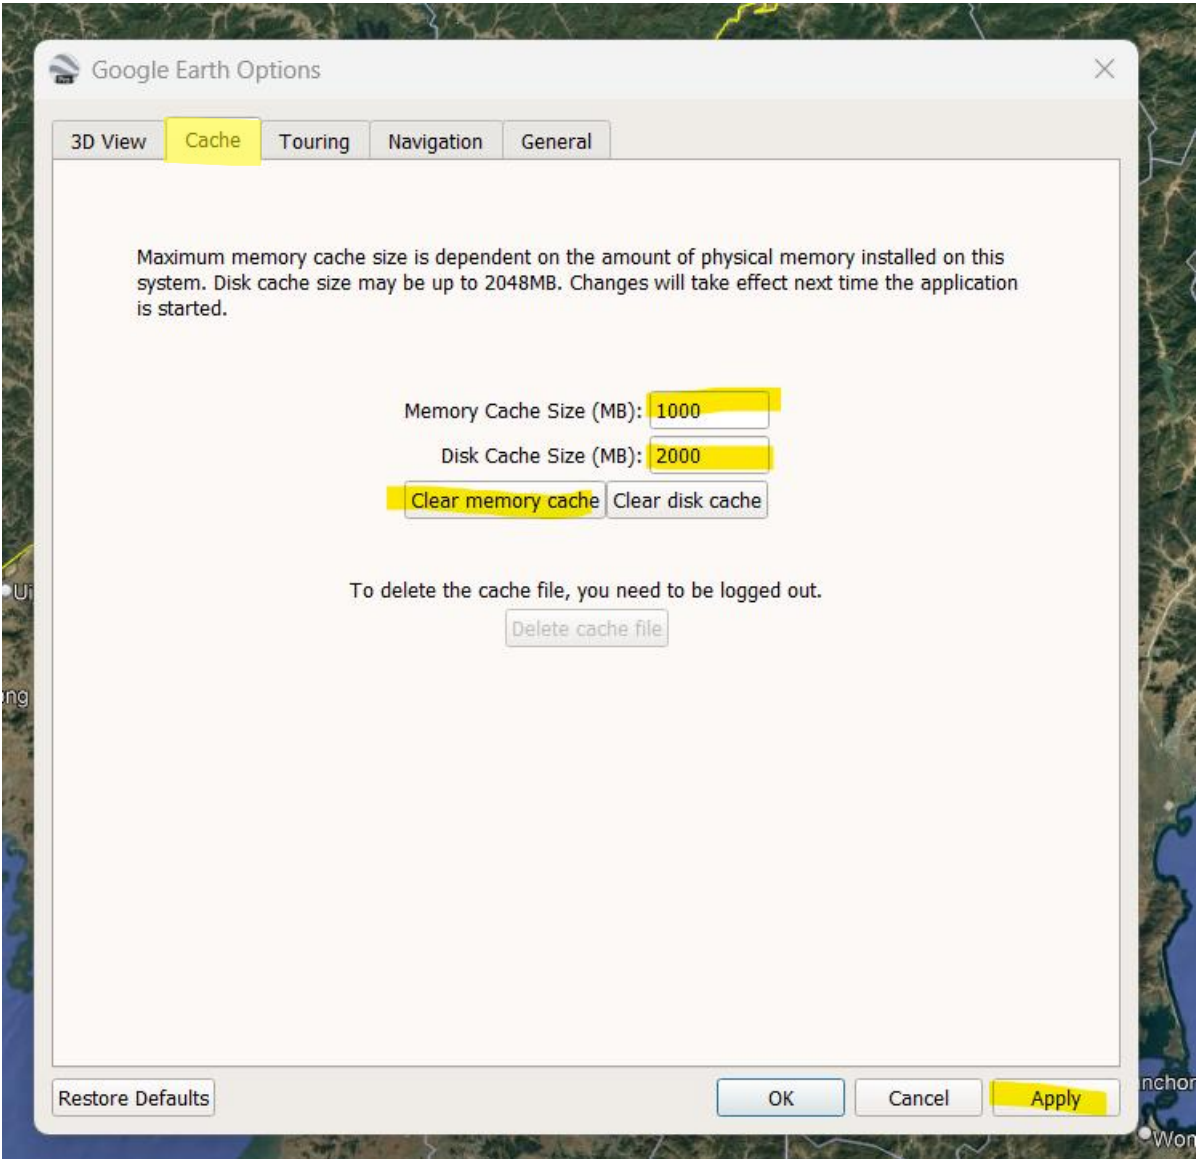 Google Earth Options
3D View
Cache
Touring
Navigation
General
Maximum memory cache size is dependent on the amount of physical memory installed on this
system. Disk cache size may be up to 2048MB. Changes will take effect next time the application
is started.
Memory Cache Size (MB): 1000
Disk Cache Size (MB): 2000
Clear memory cache
Clear disk cache
Ui
To delete the cache file, you need to be logged out.
Delete cache file
ng
Restore Defaults
OK
Cancel
Apply
nchon
Won